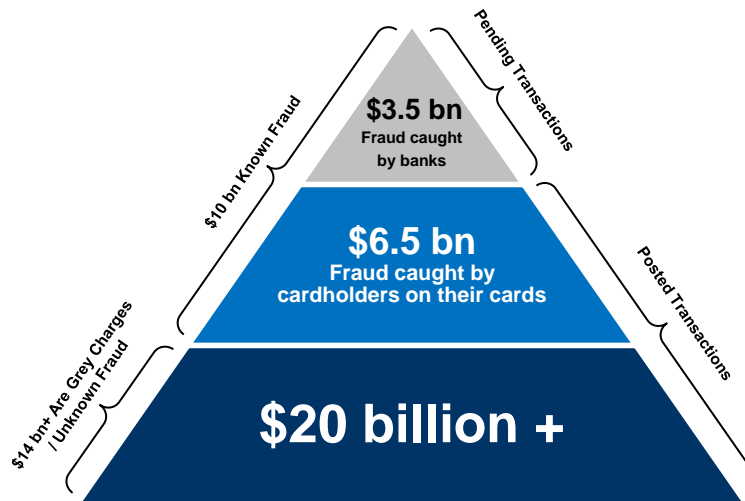 Pending Transactions
$3.5 bn
Fraud caught
by banks
$10 bn Known Fraud
$6.5 bn
Fraud caught by
cardholders on their cards
Posted Transactions
$14 bn+ Are Grey Charges
/ Unknown Fraud
$20 billion +